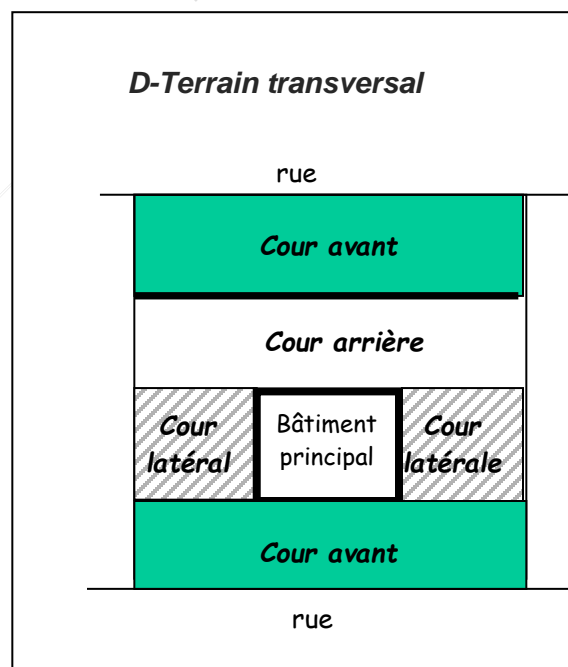 D-Terrain transversal
rue
Cour avant
Cour arrière
Cour
latéral
Bâtiment
principal
Cour
latérale
Cour avant
rue